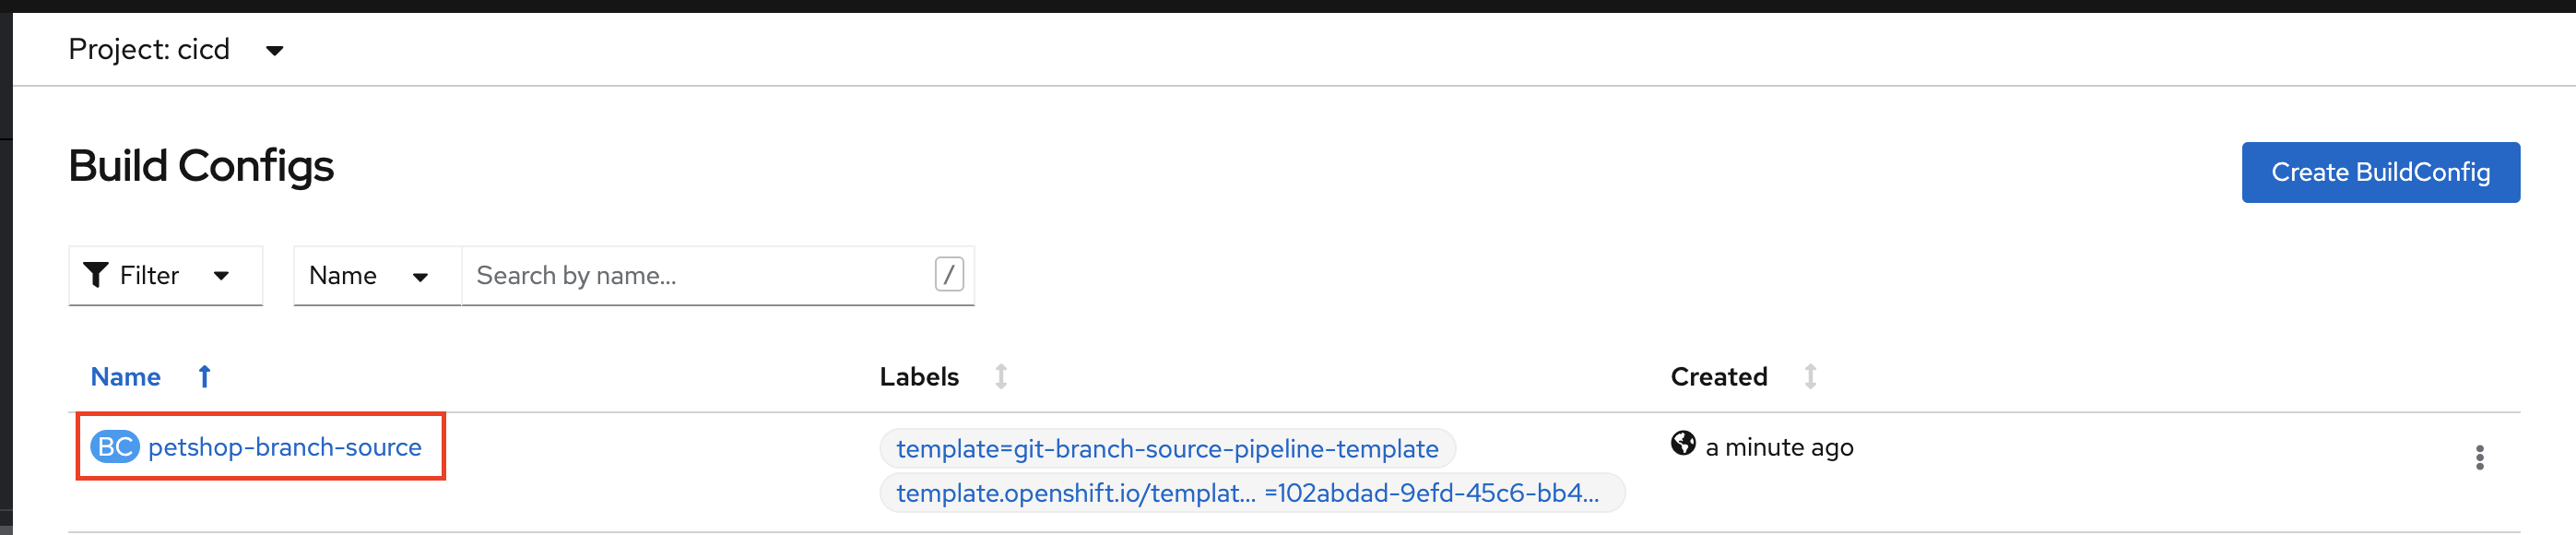 Project: cicd
Build Configs
Create BuildConfig
Filter Name Search by name... /
Name Labels Created
BC petshop-branch-source template=git-branch-source-pipeline-template a minute ago
template.openshift.io/templat... =102abdad-9efd-45c6-bb4...